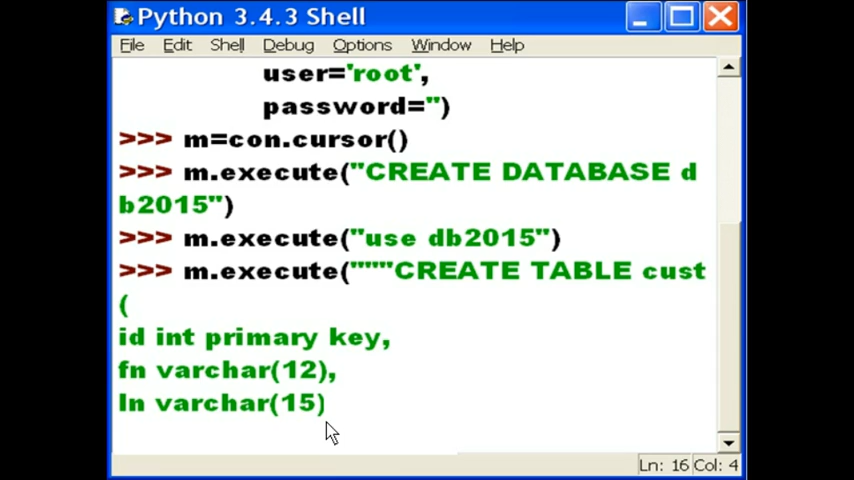 Python 3.4.3 Shell
File Edit Shell Debug Options Window Help
user='root',
password='')
>>> m=con.cursor()
>>> m.execute("CREATE DATABASE d
b2015")
>>> m.execute("use db2015")
>>> m.execute("""CREATE TABLE cust
(
id int primary key,
fn varchar(12),
ln varchar(15)
Ln: 16 Col: 4